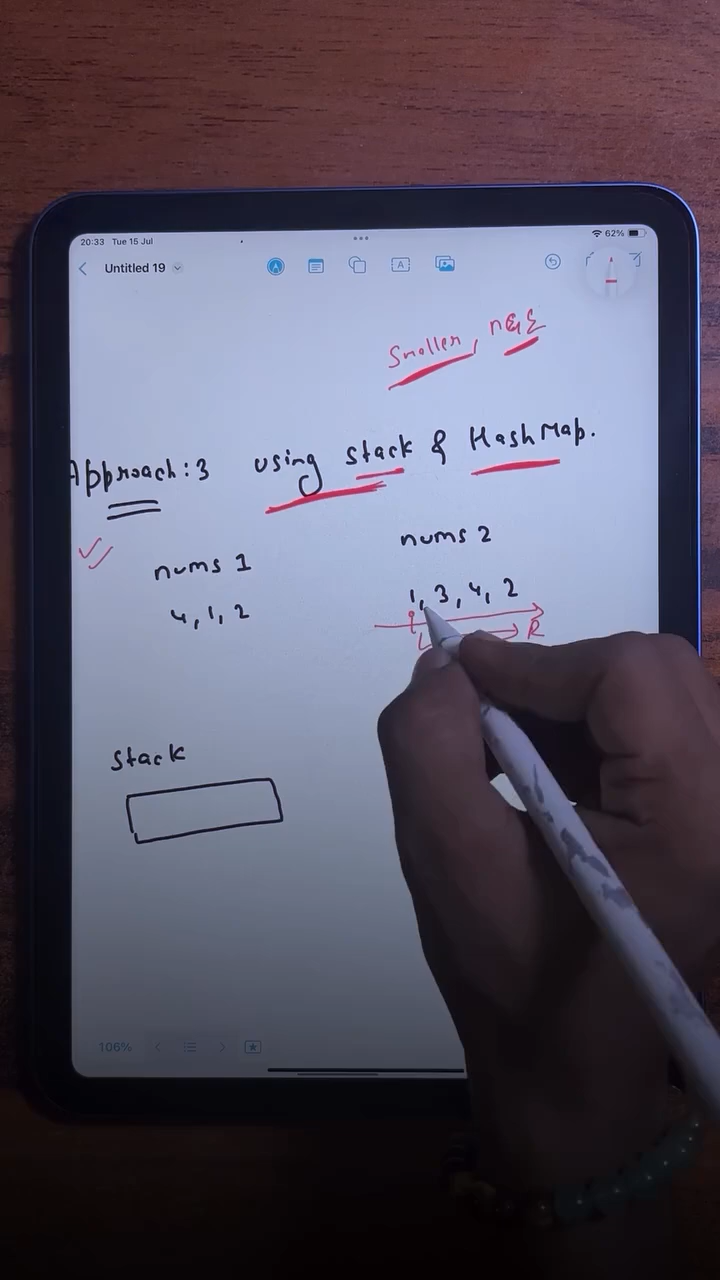 20:33 Tue 15 Jul
62%
Untitled 19
A
Smaller, nGE
Approach:3 using stack & HashMap.
nums 1
nums 2
4, 1, 2
1, 3, 4, 2
R
stack
106%